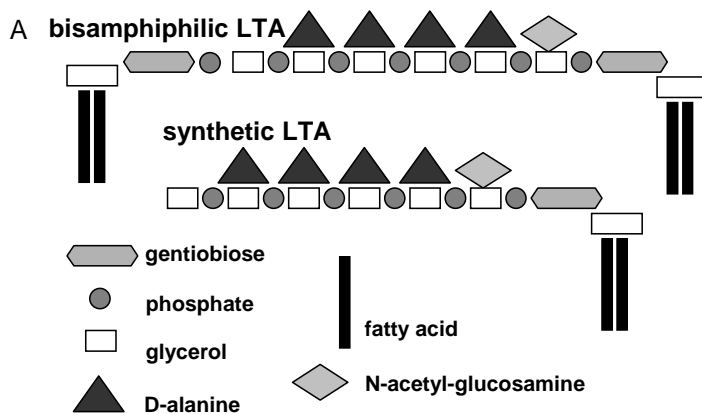 A bisamphiphilic LTA
synthetic LTA
gentiobiose
phosphate
glycerol
D-alanine
fatty acid
N-acetyl-glucosamine